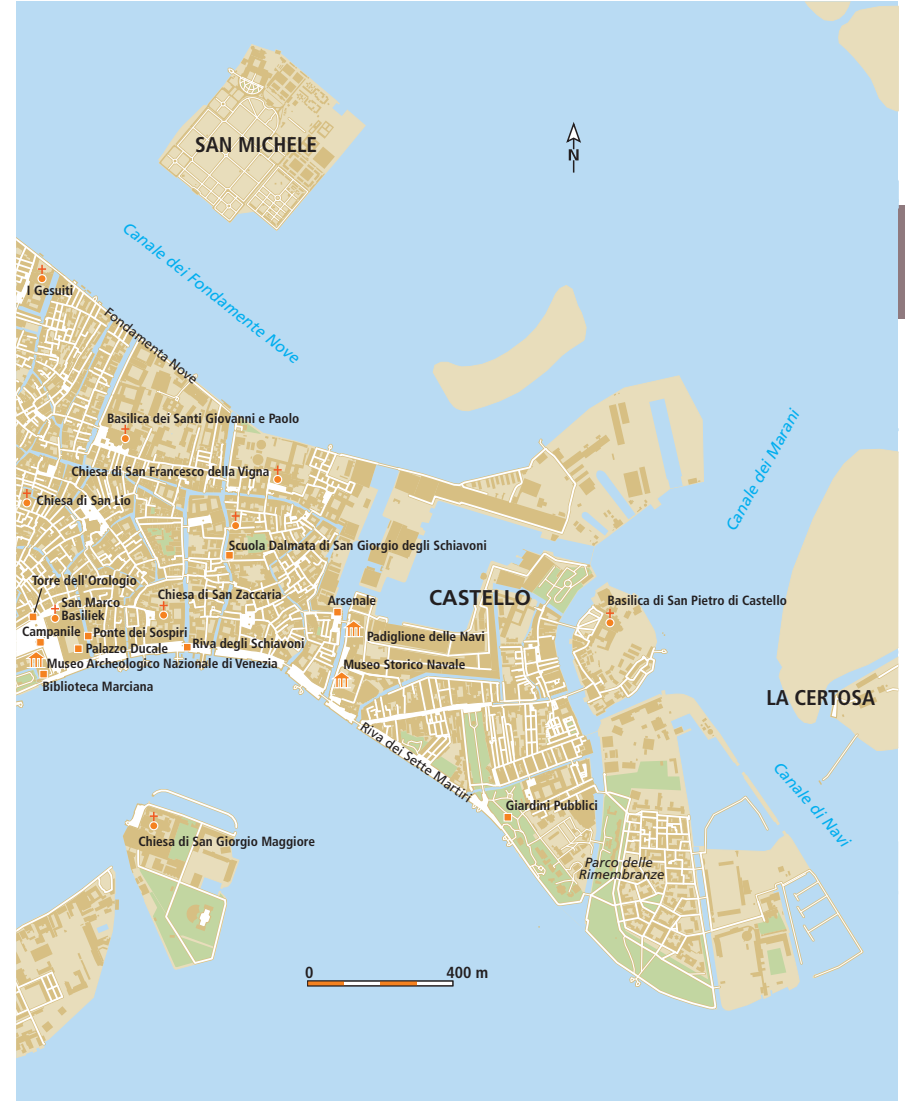 SAN MICHELE
N
Canale dei Fondamente Nove
I Gesuiti
Fondamenta Nove
Basilica dei Santi Giovanni e Paolo
Canale dei Marani
Chiesa di San Francesco della Vigna
Chiesa di San Lio
Scuola Dalmata di San Giorgio degli Schiavoni
Torre dell'Orologio
Chiesa di San Zaccaria
Arsenale
CASTELLO
Basilica di San Pietro di Castello
San Marco
Basiliek
Campanile
Ponte dei Sospiri
Palazzo Ducale
Riva degli Schiavoni
Padiglione delle Navi
Museo Archeologico Nazionale di Venezia
Museo Storico Navale
Biblioteca Marciana
LA CERTOSA
Riva dei Sette Martiri
Canale di Navi
Giardini Pubblici
Chiesa di San Giorgio Maggiore
Parco delle
Rimembranze
0 400 m